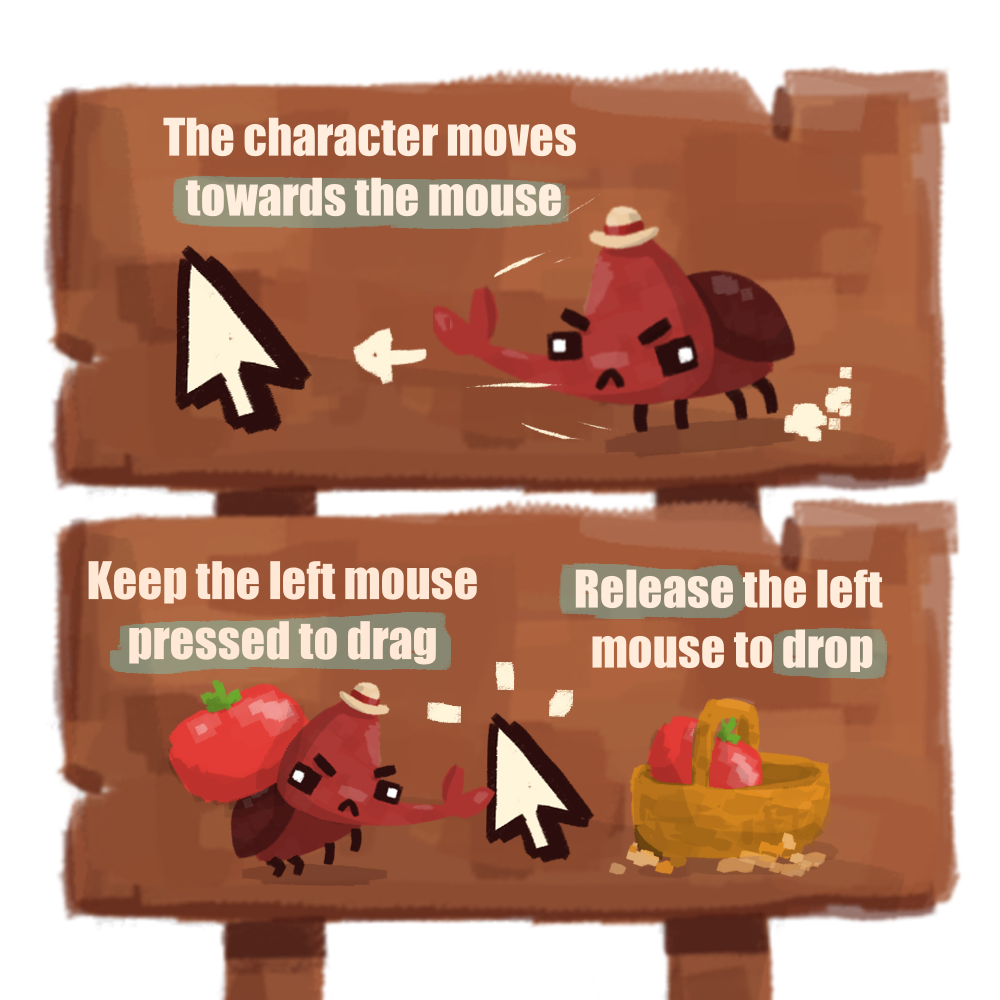 The character moves
towards the mouse
Keep the left mouse
pressed to drag
Release the left
mouse to drop